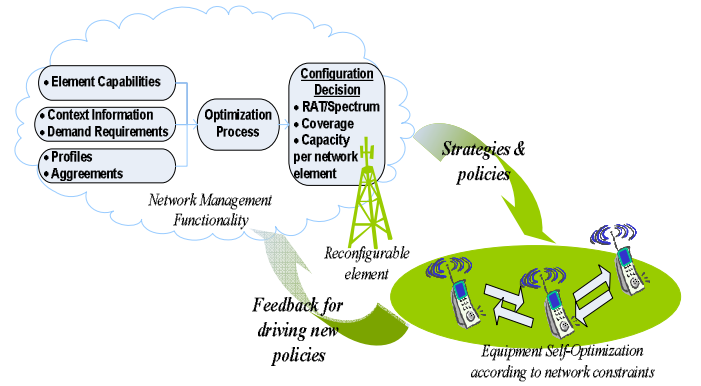 • Element Capabilities
• Context Information
• Demand Requirements
• Profiles
• Aggreements
Optimization
Process
Configuration
Decision
• RAT/Spectrum
• Coverage
• Capacity
per network
element
Network Management
Functionality
Reconfigurable
element
Strategies &
policies
Feedback for
driving new
policies
Equipment Self-Optimization
according to network constraints